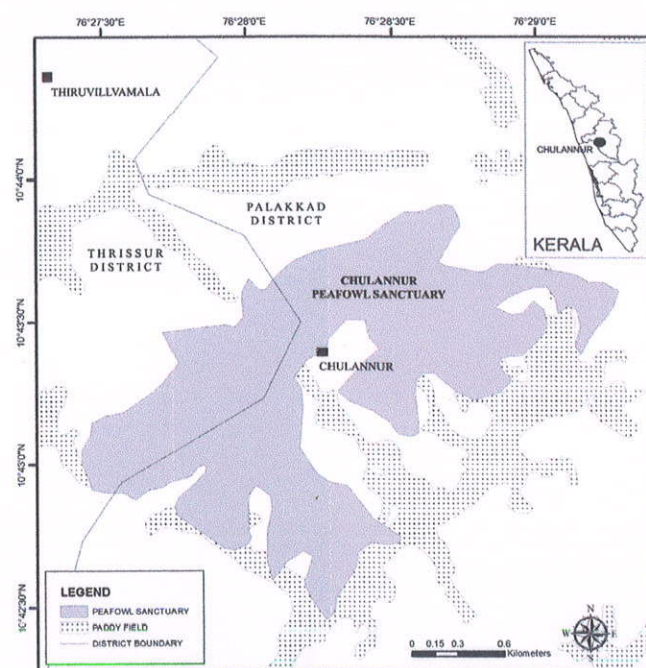 76°27'30"E
76°28'0"E
76°28'30"E
76°29'0"E
THIRUVILLVAMALA
CHULANNUR
KERALA
10°44'0"N
PALAKKAD
DISTRICT
THRISSUR
DISTRICT
CHULANNUR
PEAFOWL SANCTUARY
10°43'30"N
CHULANNUR
10°43'0"N
10°42'30"N
LEGEND
PEAFOWL SANCTUARY
PADDY FIELD
DISTRICT BOUNDARY
0 0.15 0.3 0.6
Kilometers
N
W E
S